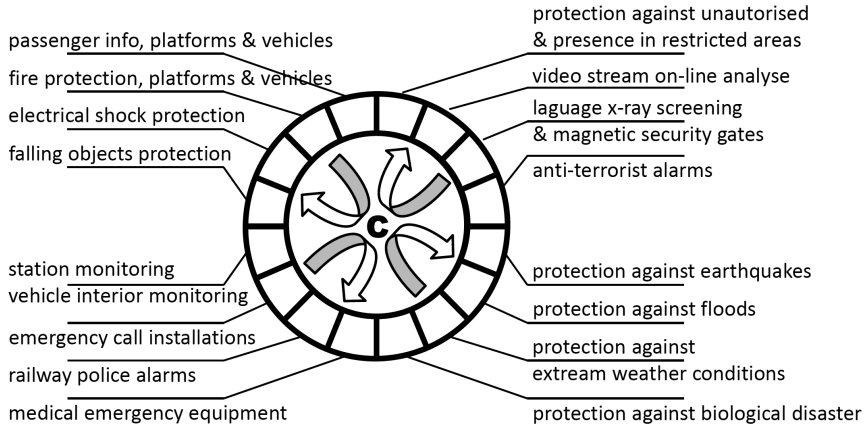 passenger info, platforms & vehicles
fire protection, platforms & vehicles
electrical shock protection
falling objects protection
station monitoring
vehicle interior monitoring
emergency call installations
railway police alarms
medical emergency equipment
C
protection against unautorised
& presence in restricted areas
video stream on-line analyse
laguage x-ray screening
& magnetic security gates
anti-terrorist alarms
protection against earthquakes
protection against floods
protection against
extream weather conditions
protection against biological disaster